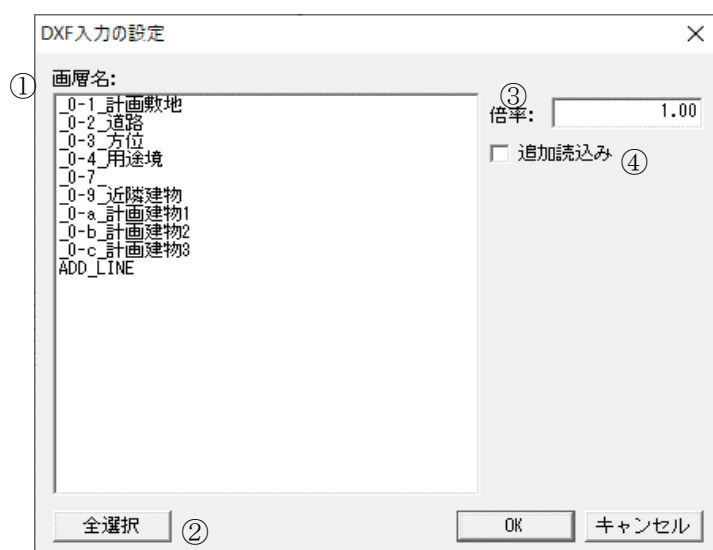 DXF入力の設定
①
画層名:
_0-1_計画敷地
_0-2_道路
_0-3_方位
_0-4_用途境
_0-7_
_0-9_近隣建物
_0-a_計画建物1
_0-b_計画建物2
_0-c_計画建物3
ADD_LINE
③
倍率: 1.00
追加読込み ④
全選択 ②
OK
キャンセル